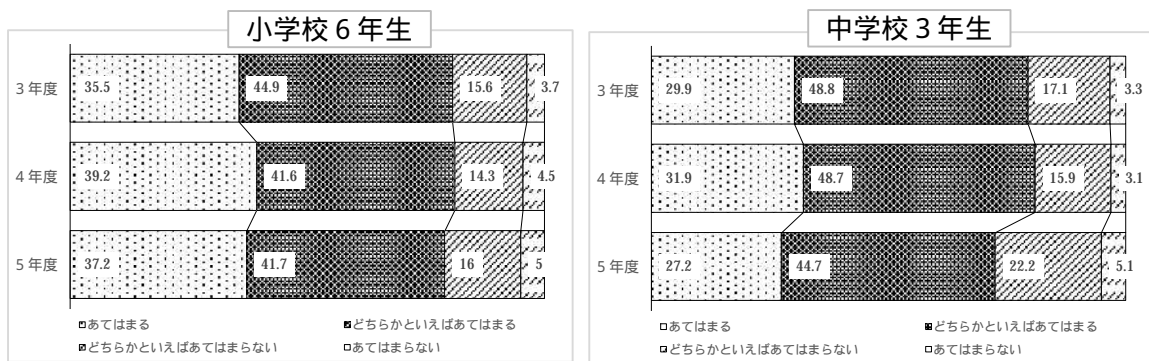 小学校6年生
3年度
35.5 44.9 15.6 3.7
4年度
39.2 41.6 14.3 4.5
5年度
37.2 41.7 16 5
あてはまる どちらかといえばあてはまる
どちらかといえばあてはまらない あてはまらない
中学校3年生
3年度
29.9 48.8 17.1 3.3
4年度
31.9 48.7 15.9 3.1
5年度
27.2 44.7 22.2 5.1
あてはまる どちらかといえばあてはまる
どちらかといえばあてはまらない あてはまらない